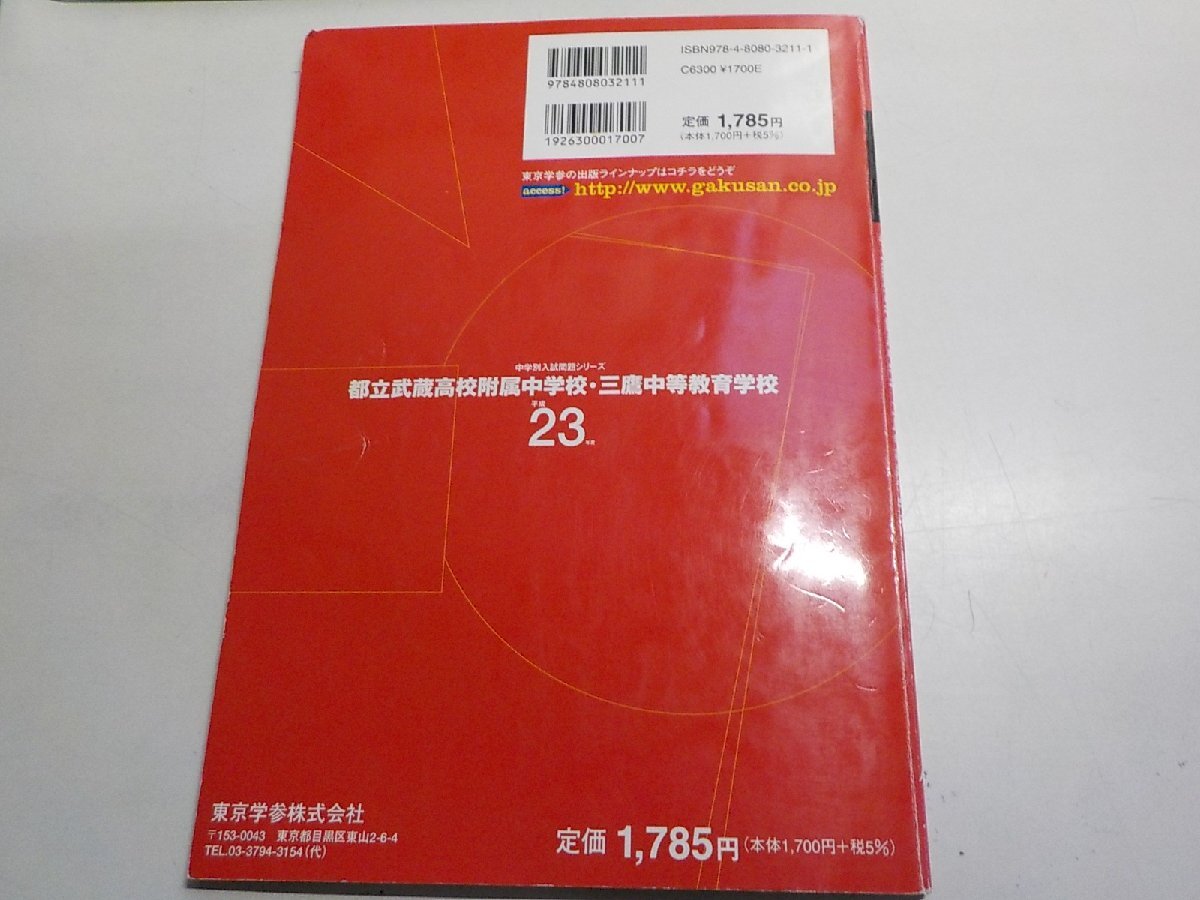 ISBN978-4-8080-3211-1
C6300 ¥1700E
9784808032111
定価 1,785円
(本体1,700円+税5%)
1926300017007
東京学参の出版ラインナップはコチラをどうぞ
access! http://www.gakusan.co.jp
中学別入試問題シリーズ
都立武蔵高校附属中学校・三鷹中等教育学校
平成
23年度
東京学参株式会社
〒153-0043 東京都目黒区東山2-6-4
TEL.03-3794-3154(代)
定価 1,785円(本体1,700円+税5%)